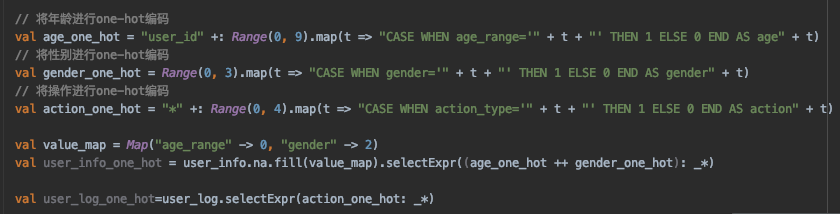 // 将年龄进行one-hot编码
val age_one_hot = "user_id" +: Range(0, 9).map(t => "CASE WHEN age_range='" + t + "' THEN 1 ELSE 0 END AS age" + t)
// 将性别进行one-hot编码
val gender_one_hot = Range(0, 3).map(t => "CASE WHEN gender='" + t + "' THEN 1 ELSE 0 END AS gender" + t)
// 将操作进行one-hot编码
val action_one_hot = "*" +: Range(0, 4).map(t => "CASE WHEN action_type='" + t + "' THEN 1 ELSE 0 END AS action" + t)
val value_map = Map("age_range" -> 0, "gender" -> 2)
val user_info_one_hot = user_info.na.fill(value_map).selectExpr((age_one_hot ++ gender_one_hot): _*)
val user_log_one_hot=user_log.selectExpr(action_one_hot: _*)